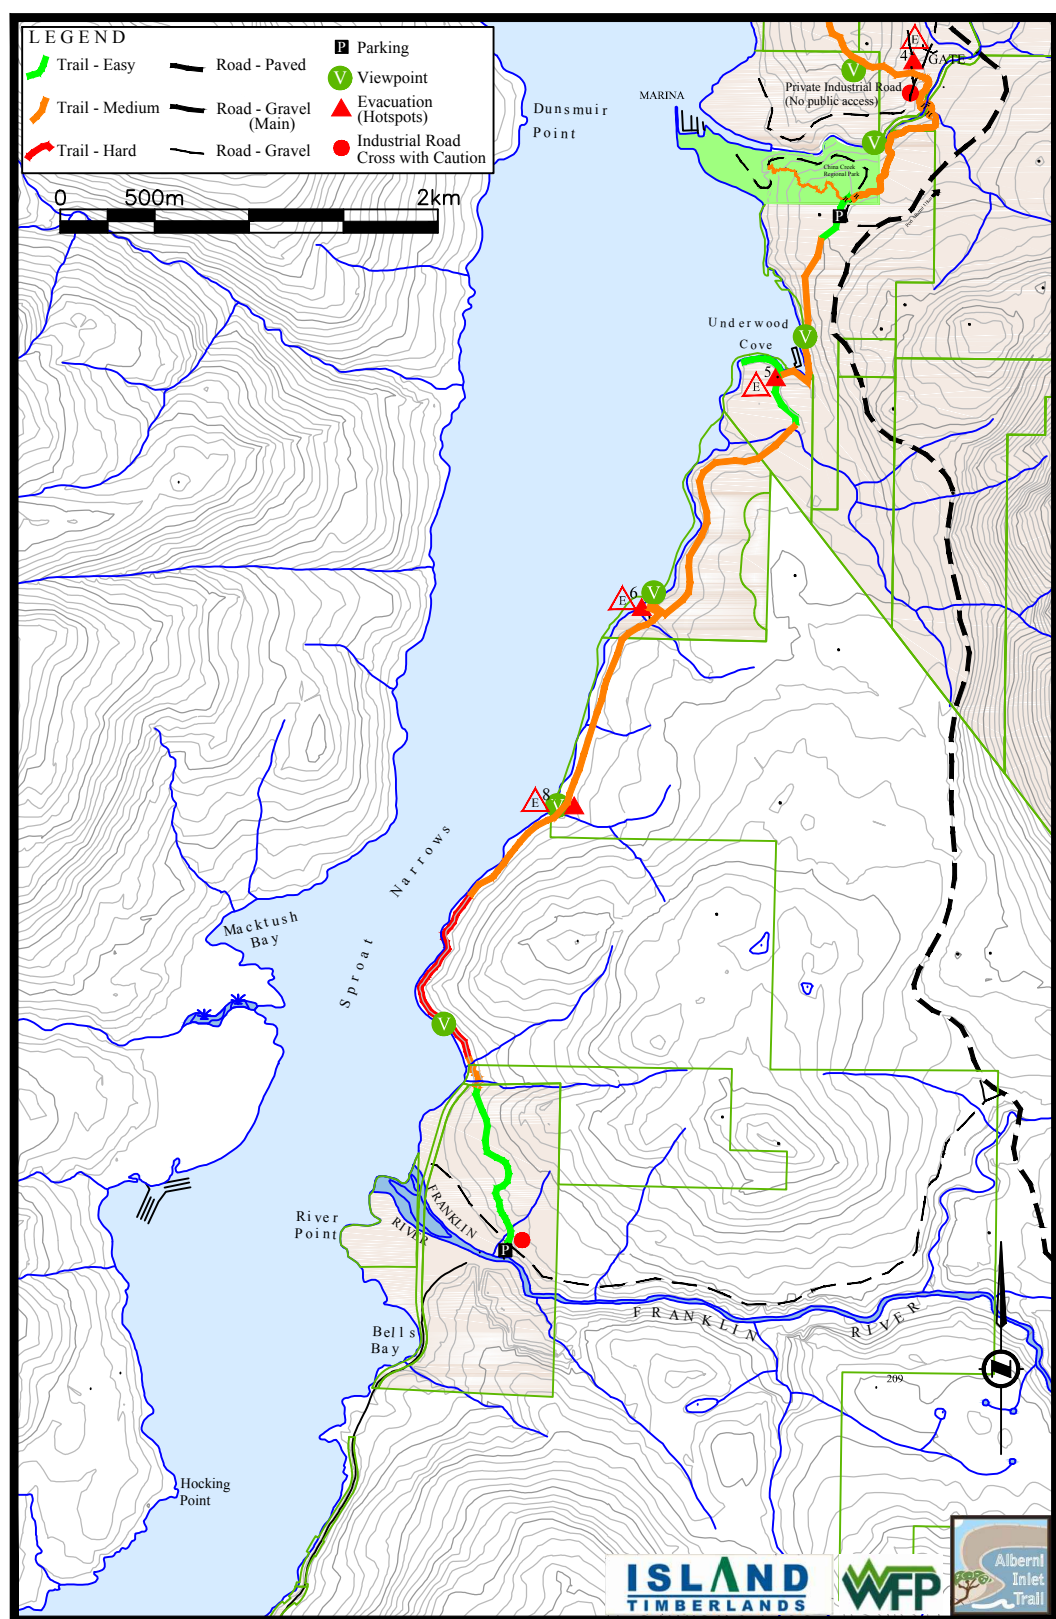 LEGEND
Trail - Easy
Trail - Medium
Trail - Hard
Road - Paved
Road - Gravel
(Main)
Road - Gravel
P Parking
V Viewpoint
Evacuation
(Hotspots)
Industrial Road
Cross with Caution
0 500m 2km
Dunsmuir
Point
MARINA
E
4
GATE
V
Private Industrial Road
(No public access)
V
China Creek
Regional Park
P
Underwood
Cove
V
5
E
6
E
V
8
E
V
Sproat Narrows
Macktush
Bay
V
River
Point
FRANKLIN
RIVER
P
FRANKLIN RIVER
Bells
Bay
209
Hocking
Point
ISLAND
TIMBERLANDS
WFP
Alberni
Inlet
Trail